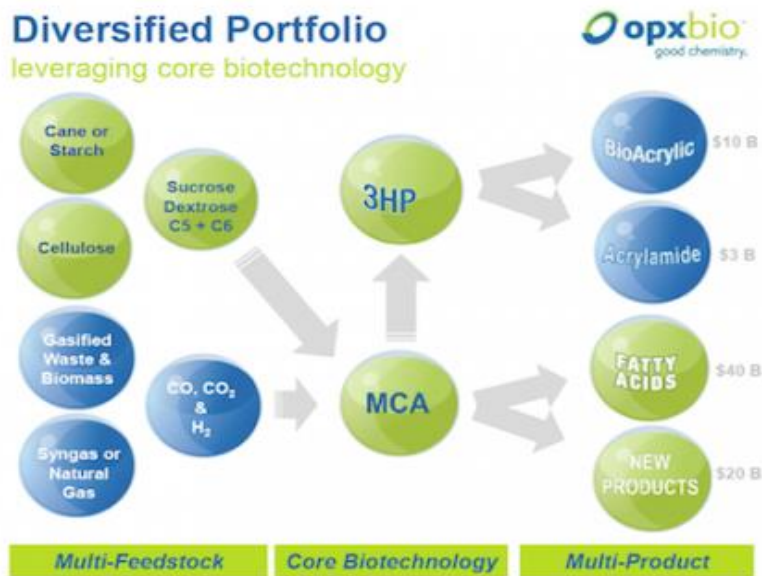 Diversified Portfolio
leveraging core biotechnology
opxbio
good chemistry.
Cane or
Starch
Sucrose
Dextrose
C5 + C6
Cellulose
Gasified
Waste &
Biomass
CO, CO₂
&
H₂
Syngas or
Natural
Gas
3HP
MCA
BioAcrylic
$10 B
Acrylamide
$3 B
FATTY
ACIDS
$40 B
NEW
PRODUCTS
$20 B
Multi-Feedstock
Core Biotechnology
Multi-Product